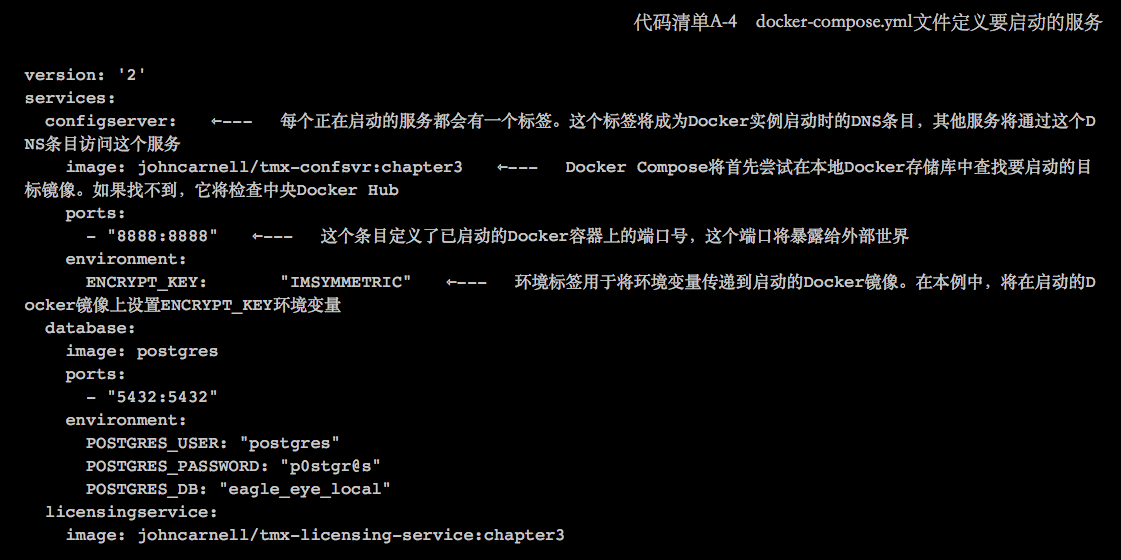 代码清单A-4 docker-compose.yml文件定义要启动的服务
version: '2'
services:
  configserver:   ←--- 每个正在启动的服务都会有一个标签。这个标签将成为Docker实例启动时的DNS条目，其他服务将通过这个D
NS条目访问这个服务
    image: johncarnell/tmx-confsvr:chapter3   ←--- Docker Compose将首先尝试在本地Docker存储库中查找要启动的目
标镜像。如果找不到，它将检查中央Docker Hub
    ports:
      - "8888:8888"   ←--- 这个条目定义了已启动的Docker容器上的端口号，这个端口将暴露给外部世界
    environment:
      ENCRYPT_KEY:       "IMSYMMETRIC"   ←--- 环境标签用于将环境变量传递到启动的Docker镜像。在本例中，将在启动的D
ocker镜像上设置ENCRYPT_KEY环境变量
  database:
    image: postgres
    ports:
      - "5432:5432"
    environment:
      POSTGRES_USER: "postgres"
      POSTGRES_PASSWORD: "p0stgr@s"
      POSTGRES_DB: "eagle_eye_local"
  licensingservice:
    image: johncarnell/tmx-licensing-service:chapter3